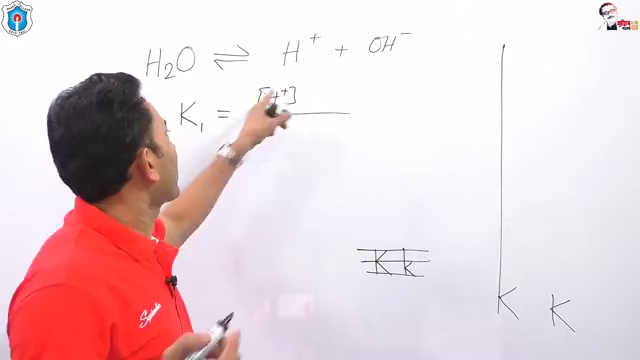 H₂O ⇌ H⁺ + OH⁻
K₁ = [H⁺]
K K
K K